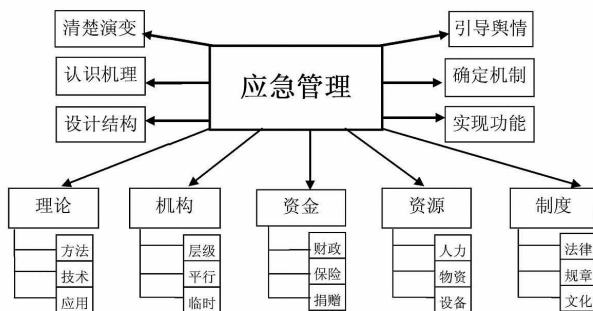 清楚演变
引导舆情
应急管理
认识机理
确定机制
设计结构
实现功能
理论
机构
资金
资源
制度
方法
层级
财政
人力
法律
技术
平行
保险
物资
规章
应用
临时
捐赠
设备
文化